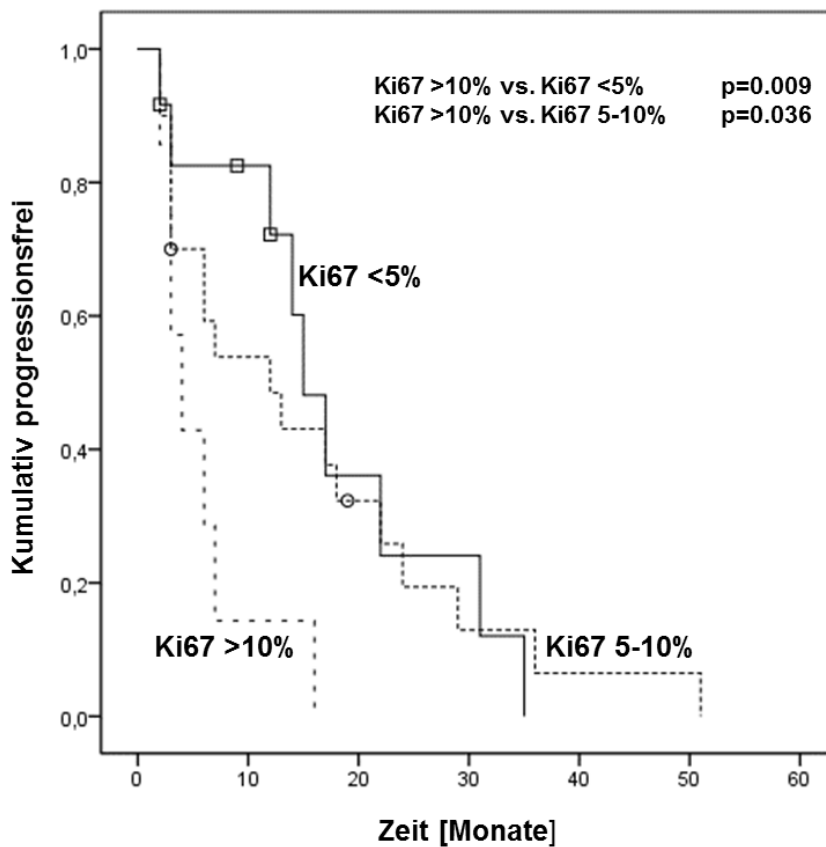 Kumulativ progressionsfrei
1,0
0,8
0,6
0,4
0,2
0,0
Ki67 >10% vs. Ki67 <5% p=0.009
Ki67 >10% vs. Ki67 5-10% p=0.036
Ki67 <5%
Ki67 >10%
Ki67 5-10%
0 10 20 30 40 50 60
Zeit [Monate]